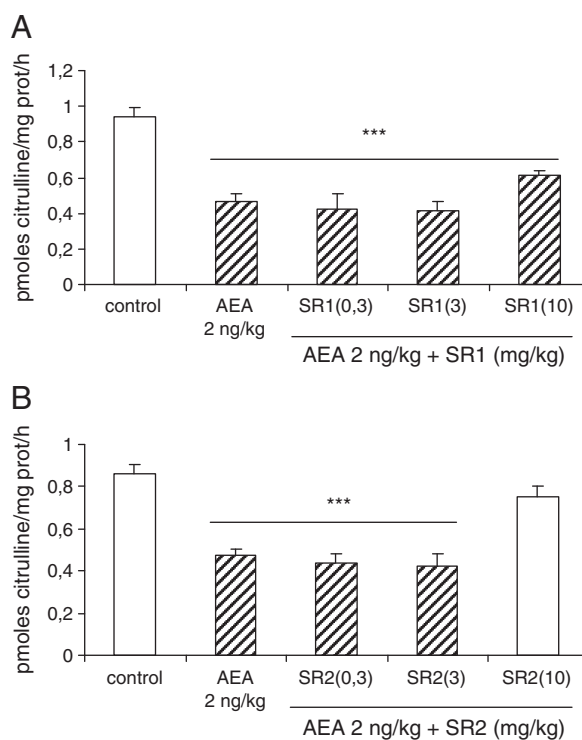 A
pmoles citrulline/mg prot/h
1,2
1
0,8
0,6
0,4
0,2
0
***
control
AEA
2 ng/kg
SR1(0,3)
SR1(3)
SR1(10)
AEA 2 ng/kg + SR1 (mg/kg)
B
pmoles citrulline/mg prot/h
1
0,8
0,6
0,4
0,2
0
***
control
AEA
2 ng/kg
SR2(0,3)
SR2(3)
SR2(10)
AEA 2 ng/kg + SR2 (mg/kg)